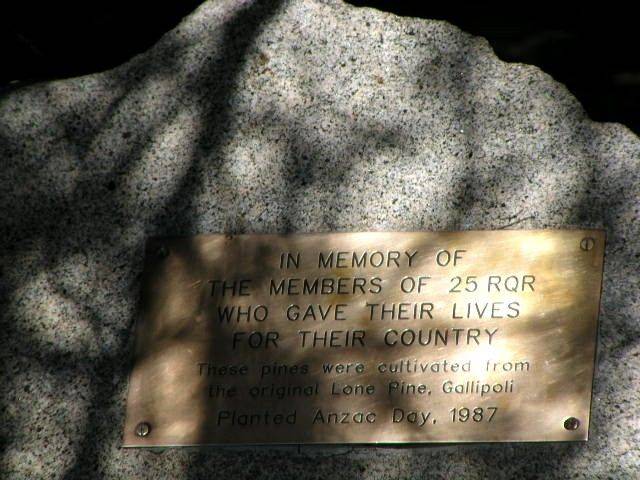 IN MEMORY OF
THE MEMBERS OF 25 RQR
WHO GAVE THEIR LIVES
FOR THEIR COUNTRY
These pines were cultivated from
the original Lone Pine, Gallipoli
Planted Anzac Day, 1987